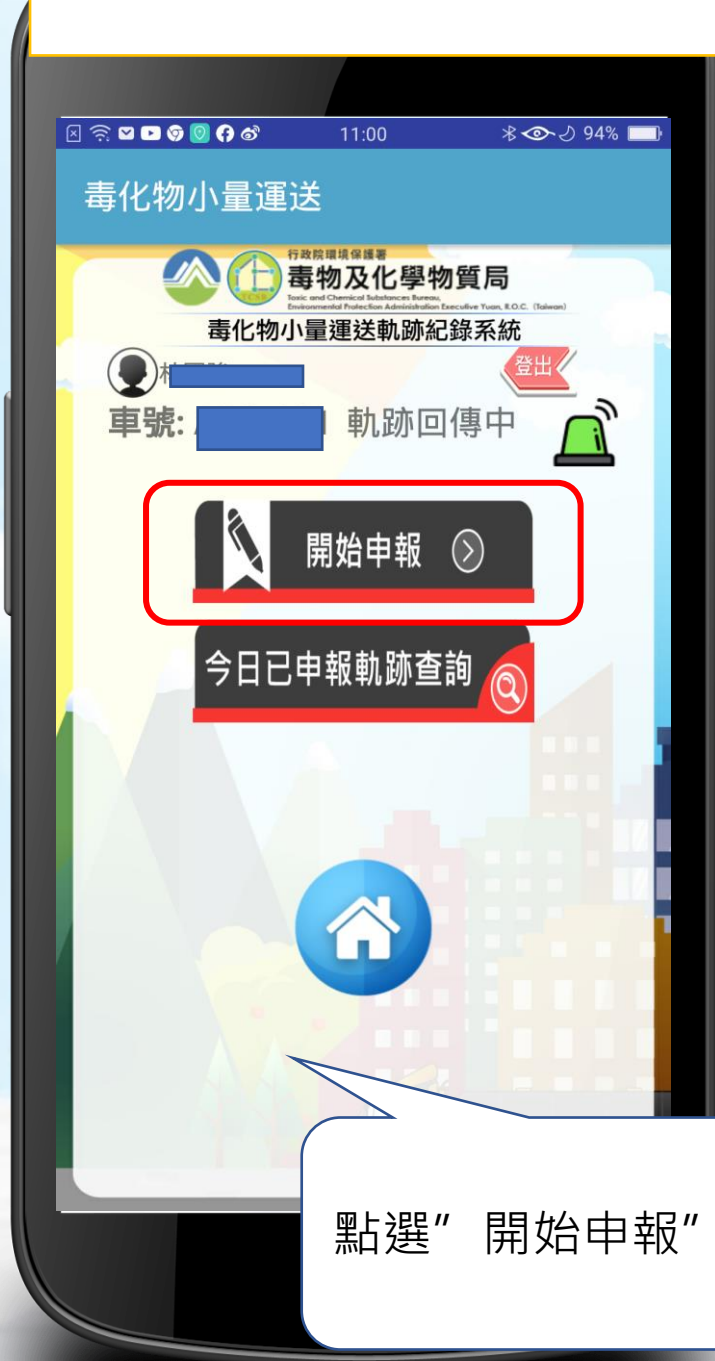 11:00
94%
毒化物小量運送
行政院環境保護署
毒物及化學物質局
Toxic and Chemical Substances Bureau,
Environmental Protection Administration Executive Yuan, R.O.C. (Taiwan)
TCSB
毒化物小量運送軌跡紀錄系統
登出
車號: 軌跡回傳中
開始申報
今日已申報軌跡查詢
點選”開始申報”